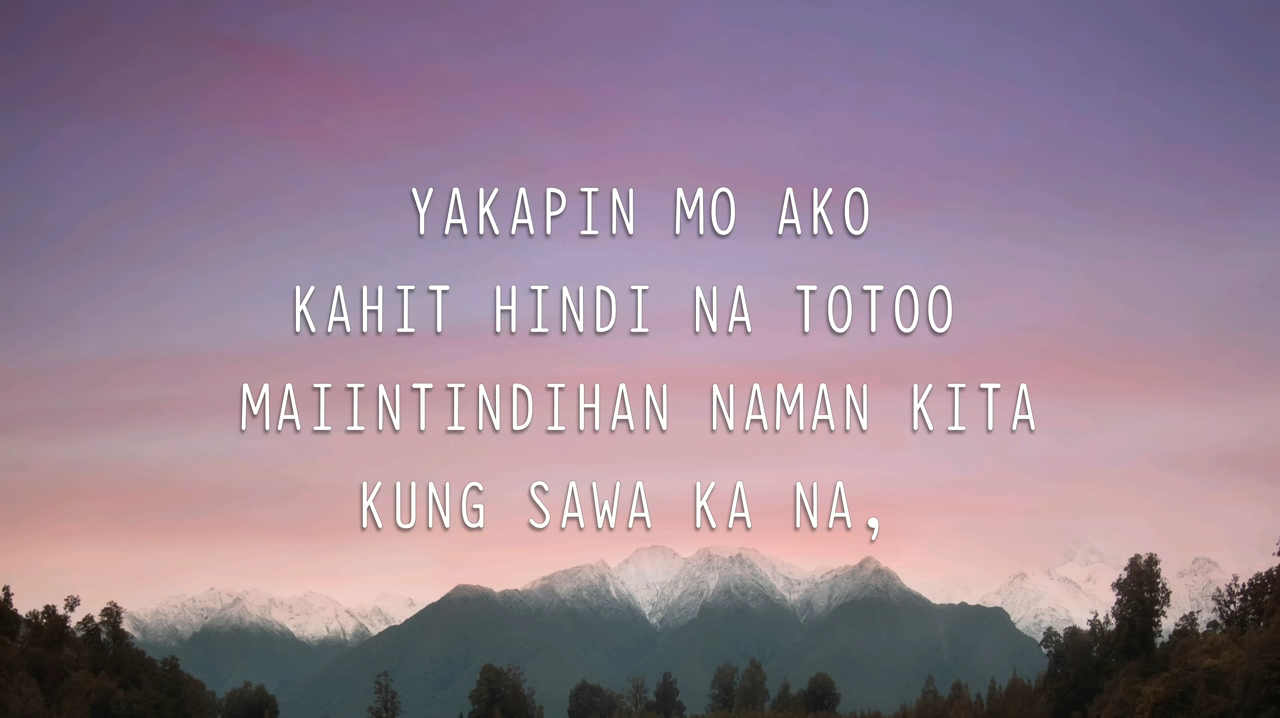 YAKAPIN MO AKO
KAHIT HINDI NA TOTOO
MAIINTINDIHAN NAMAN KITA
KUNG SAWA KA NA,